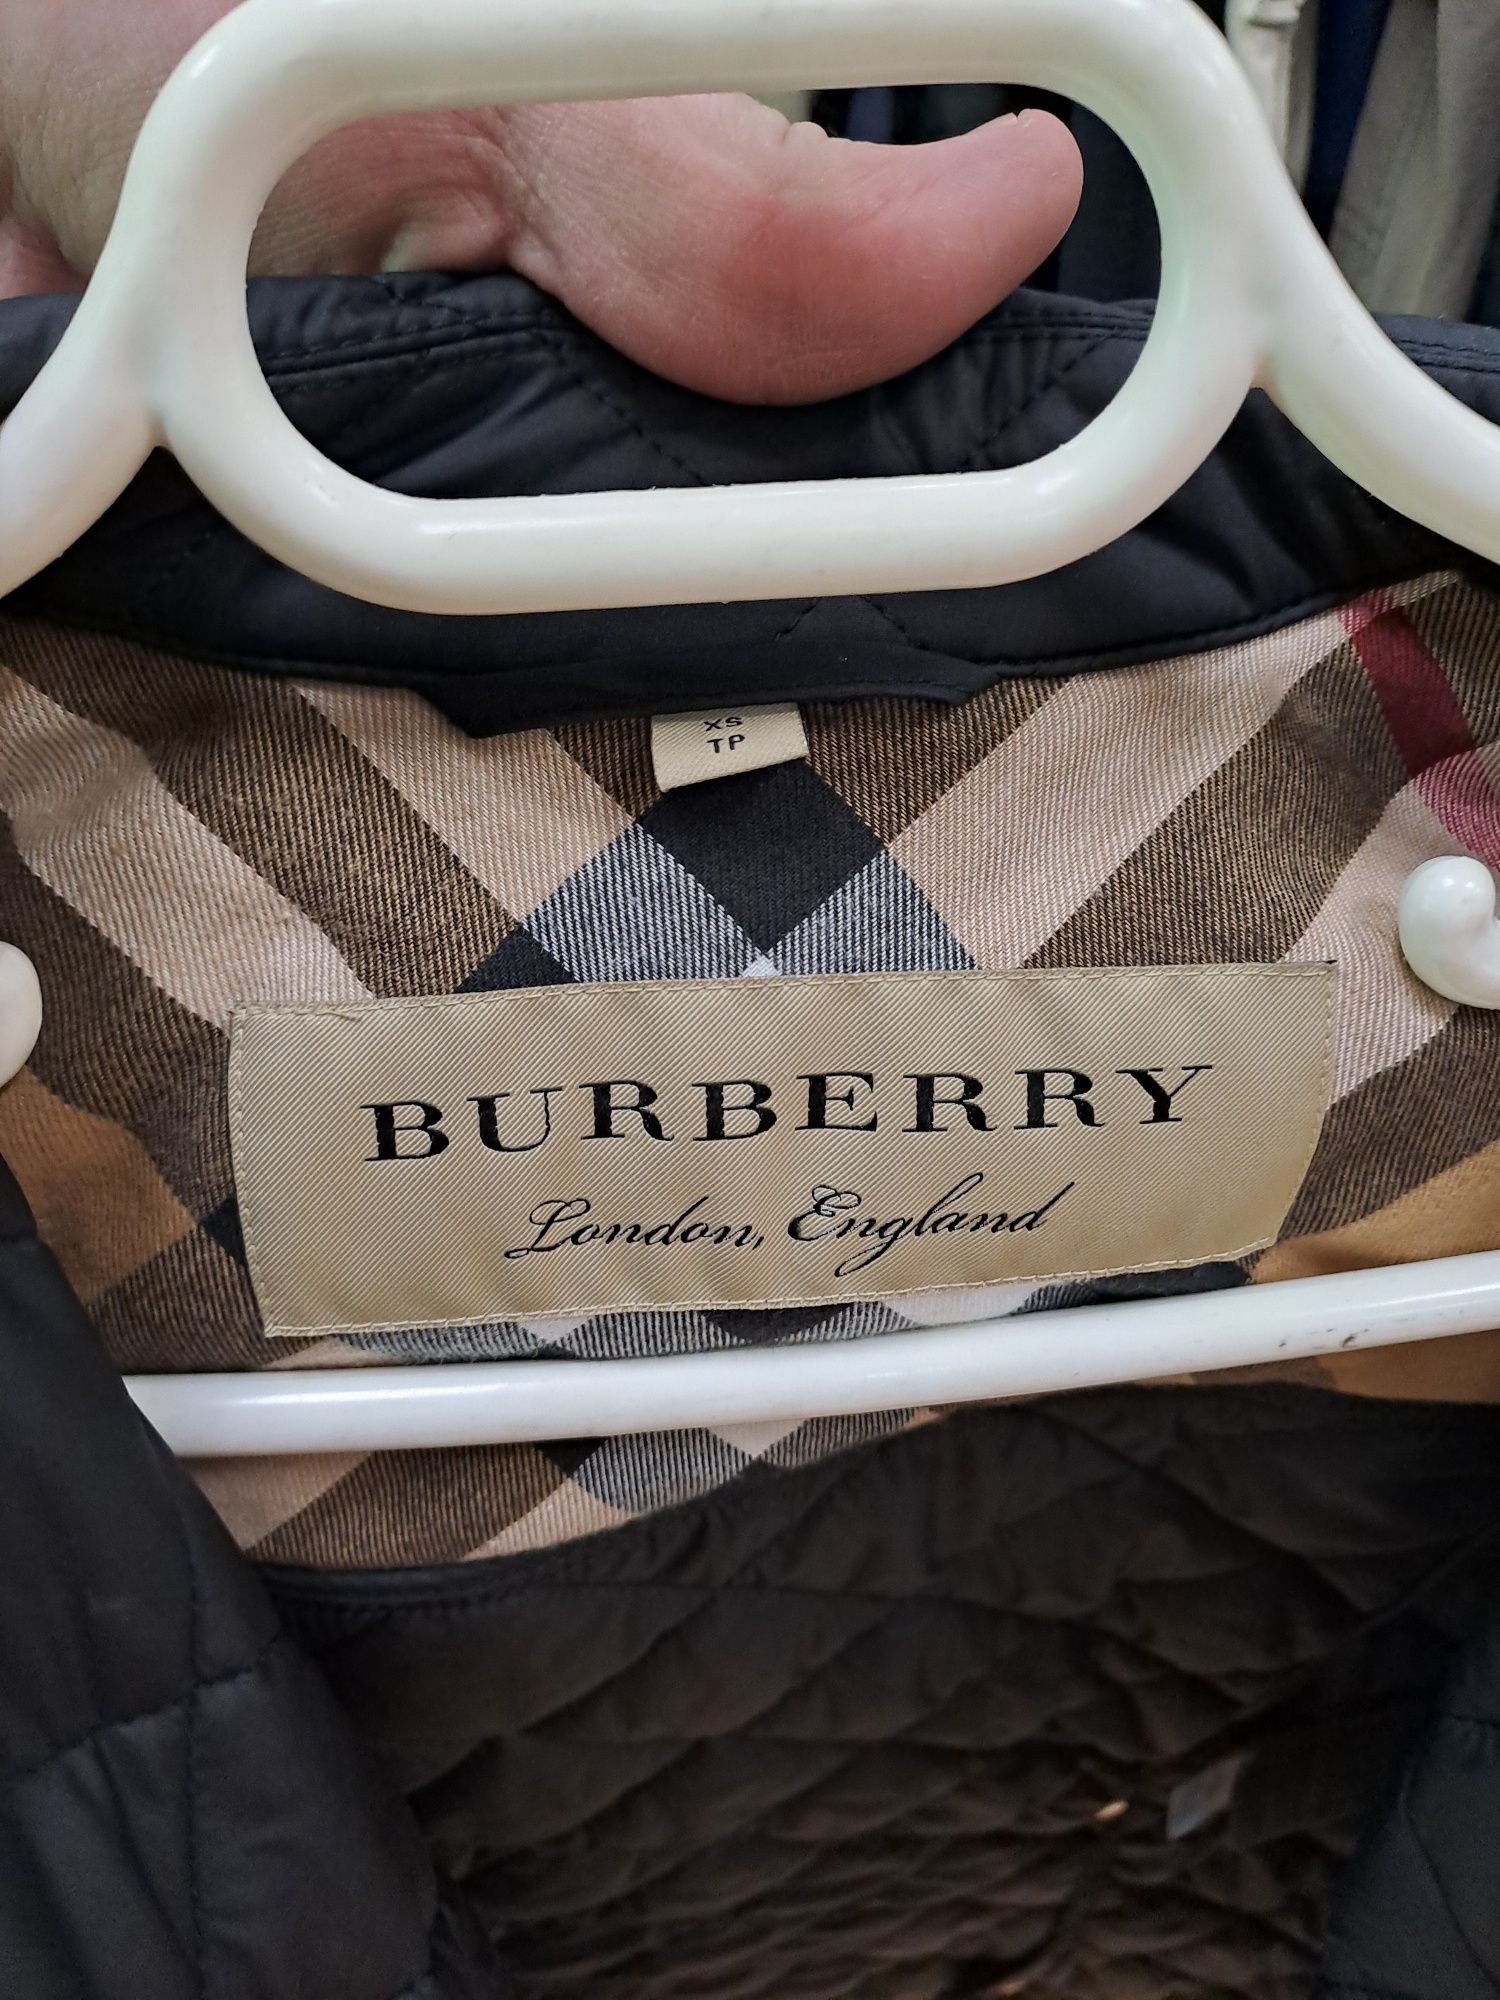 XS
TP
BURBERRY
London, England